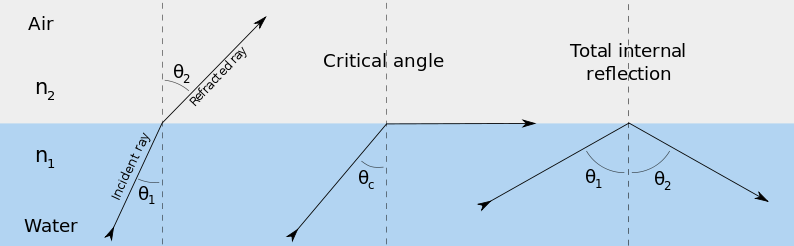 Air
n2
n1
Water
θ2
Refracted ray
Incident ray
θ1
Critical angle
θc
Total internal
reflection
θ1
θ2